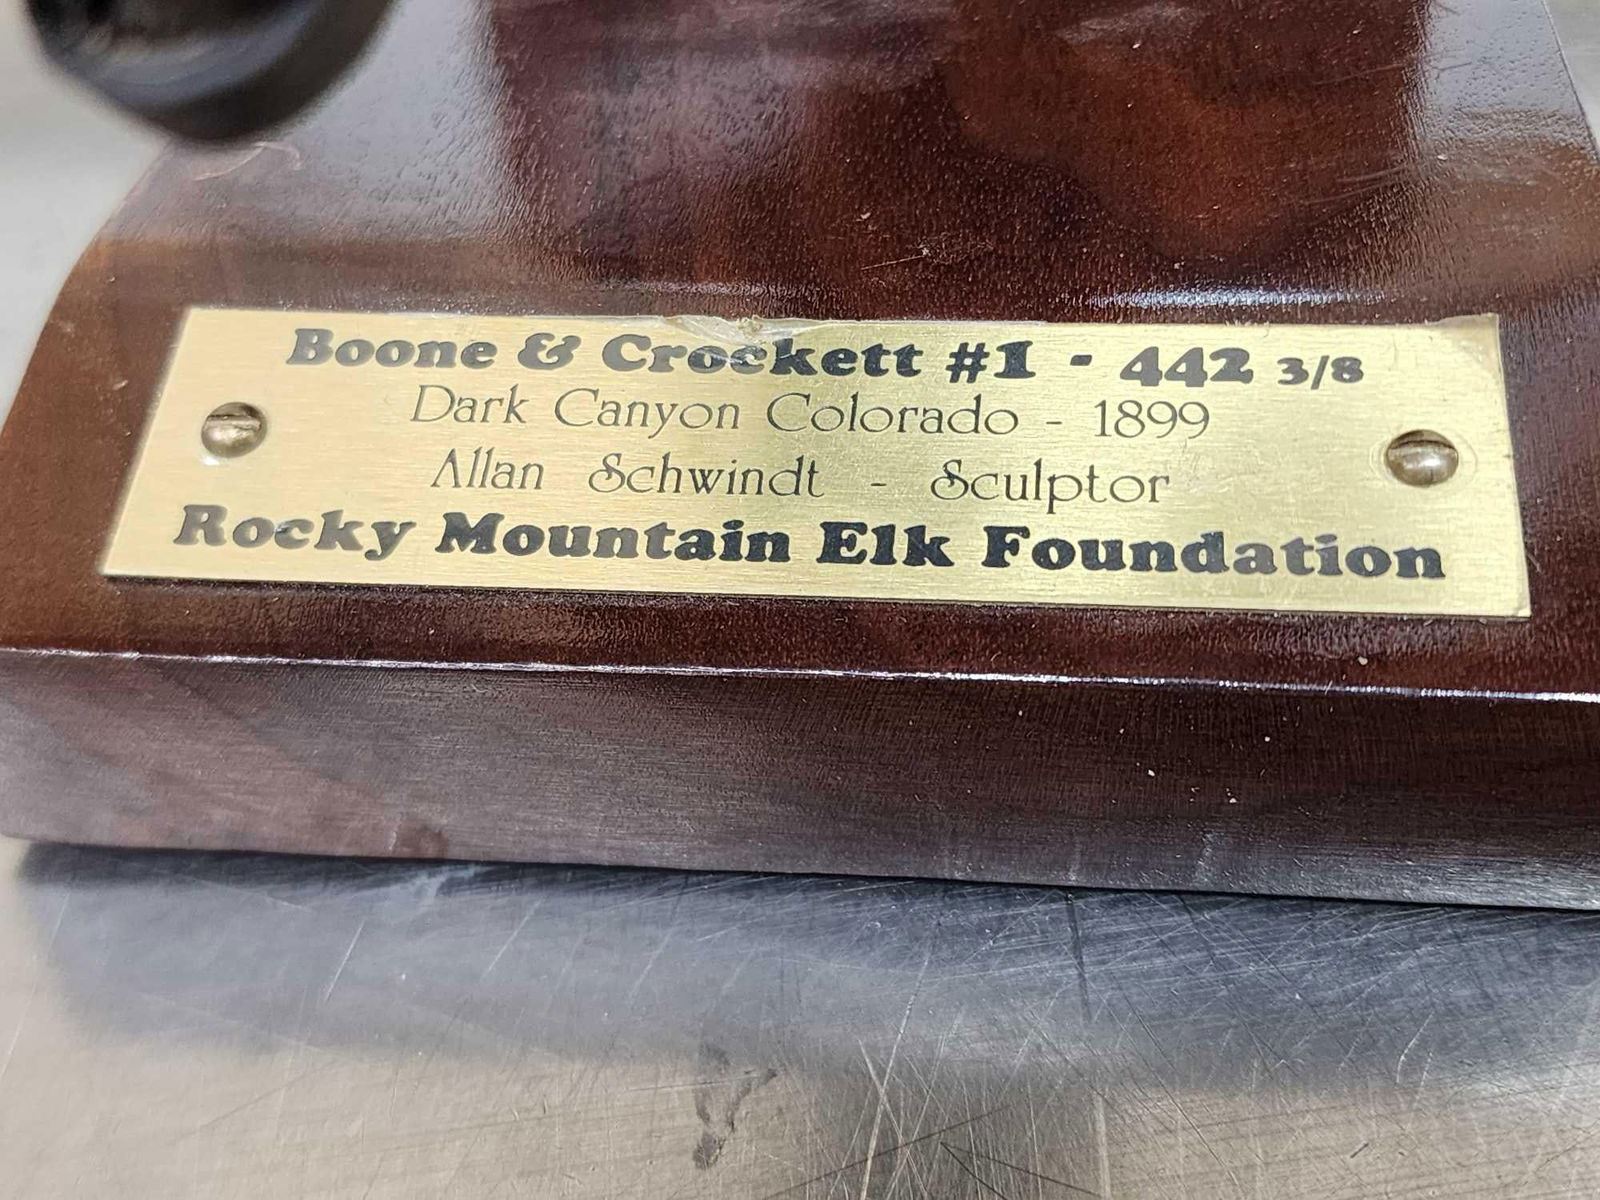 Boone & Crockett #1 - 442 3/8
Dark Canyon Colorado - 1899
Allan Schwindt - Sculptor
Rocky Mountain Elk Foundation